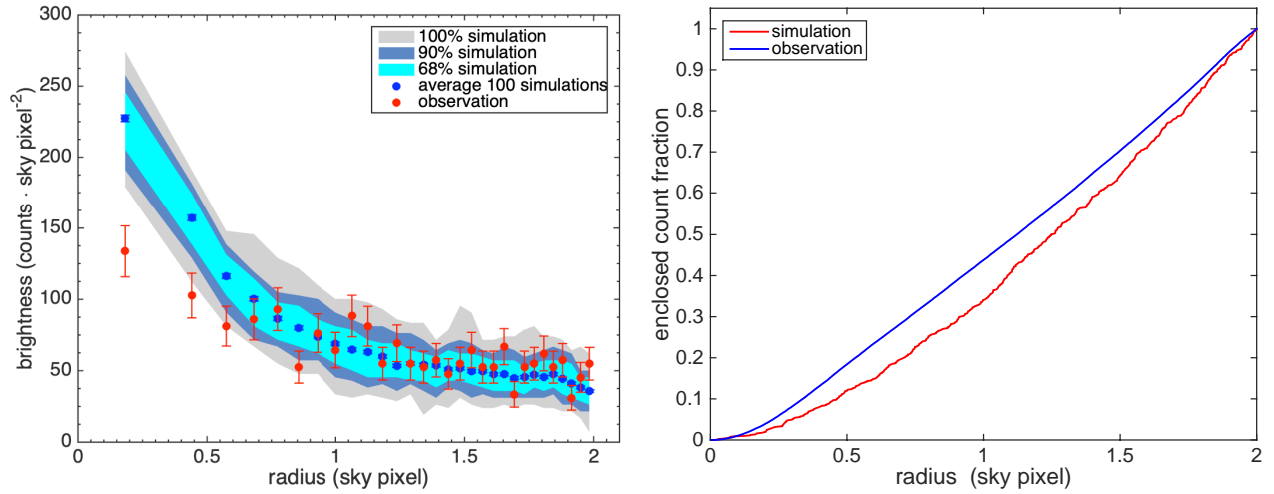 300
250
200
150
100
50
0
brightness (counts · sky pixel⁻²)
100% simulation
90% simulation
68% simulation
average 100 simulations
observation
0 0.5 1.0 1.5 2
radius (sky pixel)
1
0.9
0.8
0.7
0.6
0.5
0.4
0.3
0.2
0.1
0
enclosed count fraction
simulation
observation
0 0.5 1 1.5 2
radius (sky pixel)